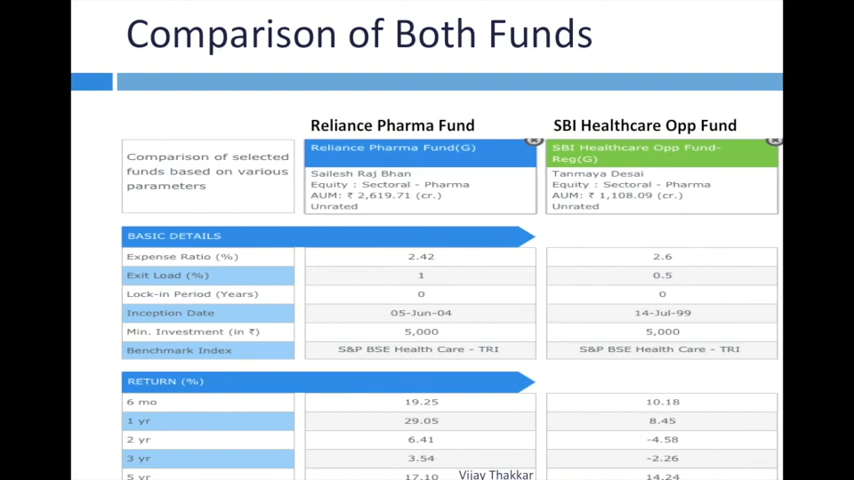 Comparison of Both Funds
Reliance Pharma Fund SBI Healthcare Opp Fund
Comparison of selected
funds based on various
parameters
Reliance Pharma Fund(G)
Sailesh Raj Bhan
Equity : Sectoral - Pharma
AUM: ₹ 2,619.71 (cr.)
Unrated
SBI Healthcare Opp Fund-
Reg(G)
Tanmaya Desai
Equity : Sectoral - Pharma
AUM: ₹ 1,108.09 (cr.)
Unrated
BASIC DETAILS
Expense Ratio (%) 2.42 2.6
Exit Load (%) 1 0.5
Lock-in Period (Years) 0 0
Inception Date 05-Jun-04 14-Jul-99
Min. Investment (in ₹) 5,000 5,000
Benchmark Index S&P BSE Health Care - TRI S&P BSE Health Care - TRI
RETURN (%)
6 mo 19.25 10.18
1 yr 29.05 8.45
2 yr 6.41 -4.58
3 yr 3.54 -2.26
5 yr 17.10 14.24
Vijay Thakkar